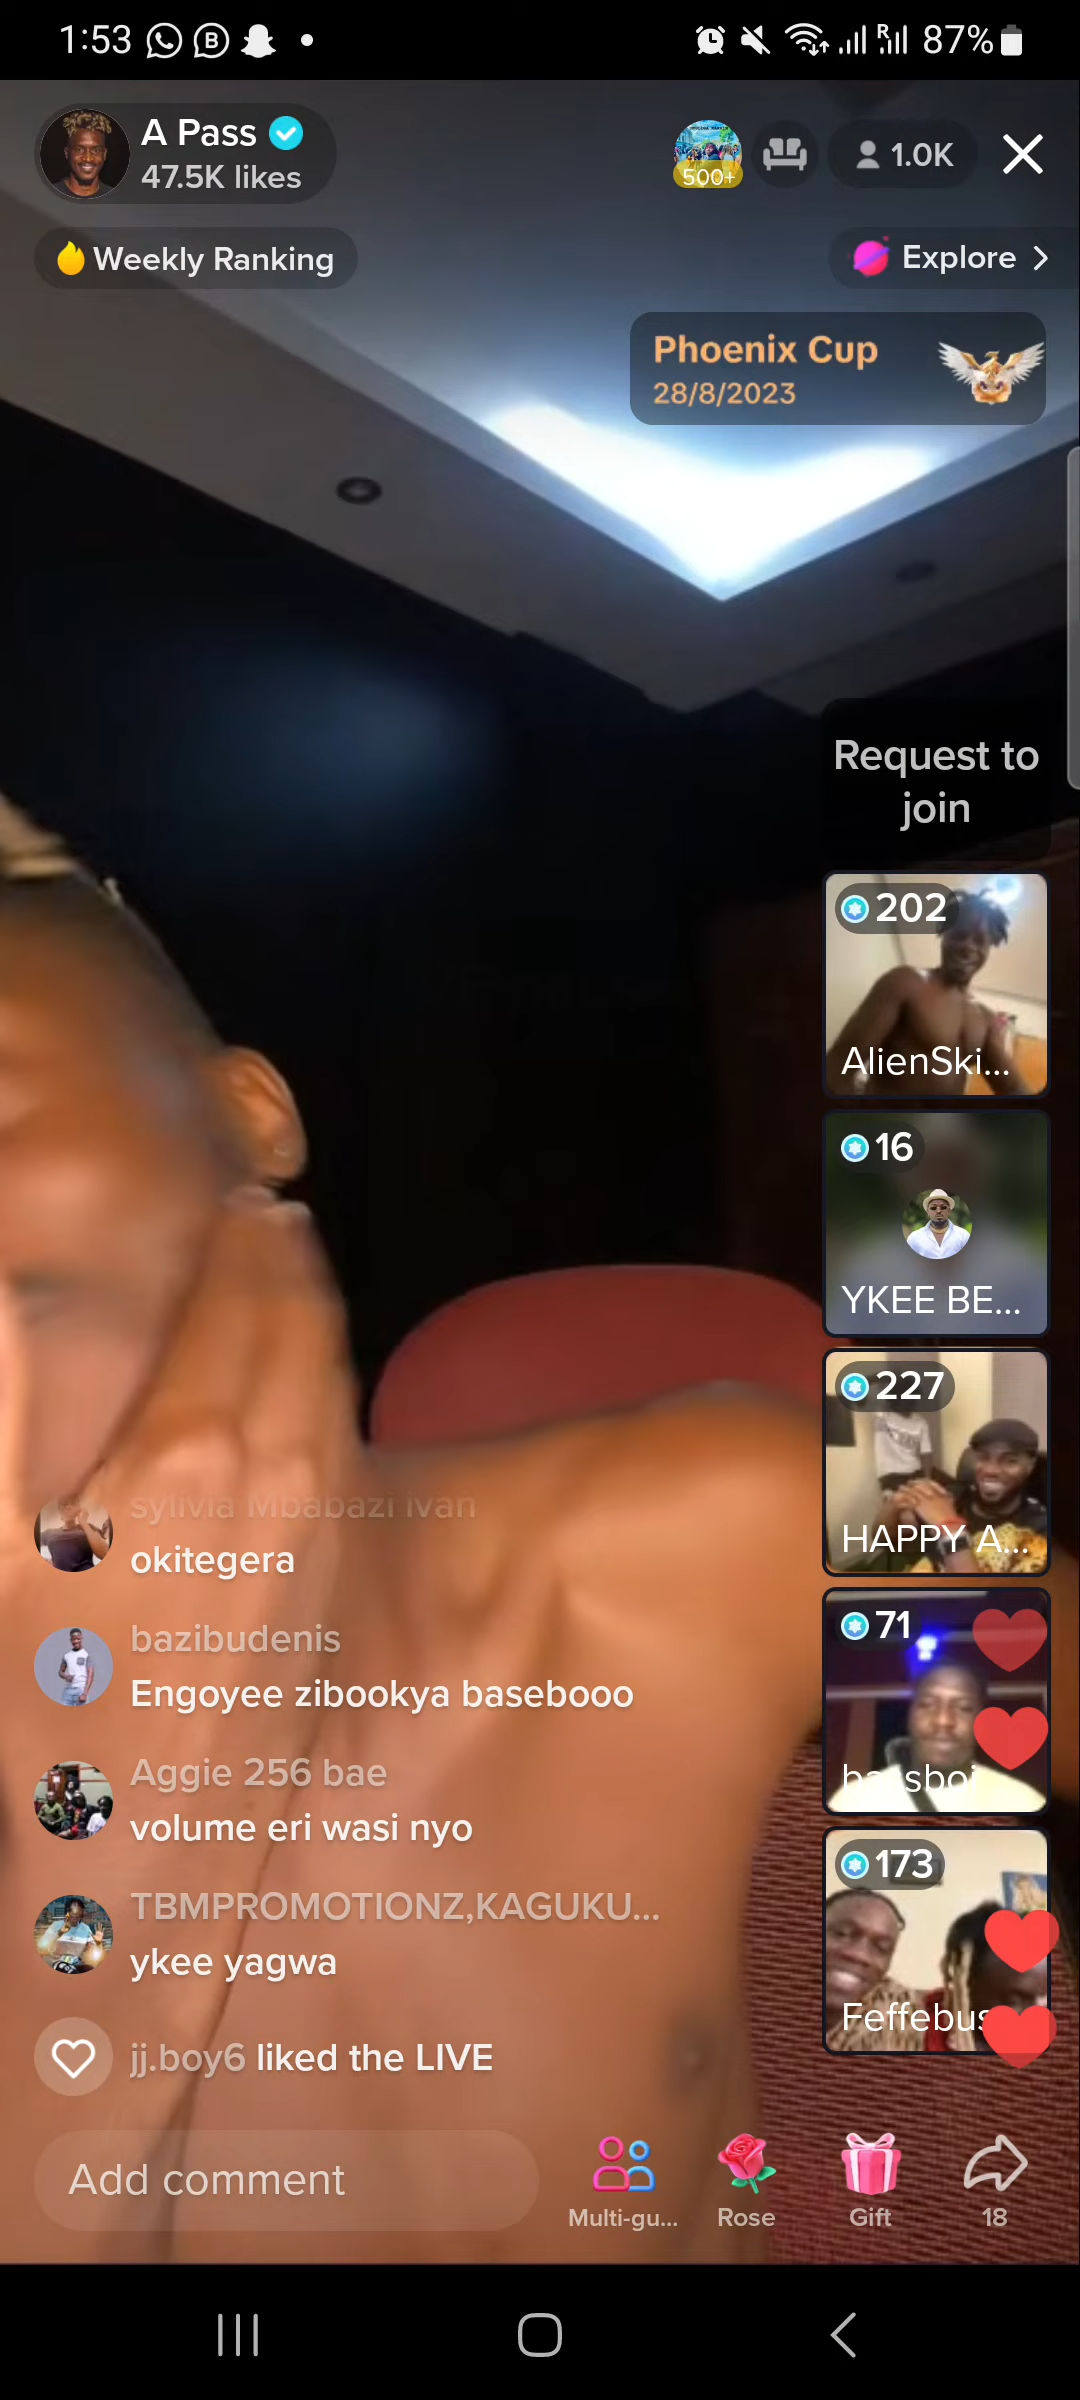 1:53
87%
A Pass
47.5K likes
500+
1.0K
Weekly Ranking
Explore
Phoenix Cup
28/8/2023
Request to
join
202
AlienSki...
16
YKEE BE...
227
HAPPY A...
71
bassboi
173
Feffebus
sylivia Mbabazi ivan
okitegera
bazibudenis
Engoyee zibookya basebooo
Aggie 256 bae
volume eri wasi nyo
TBMPROMOTIONZ,KAGUKU...
ykee yagwa
jj.boy6 liked the LIVE
Add comment
Multi-gu...
Rose
Gift
18